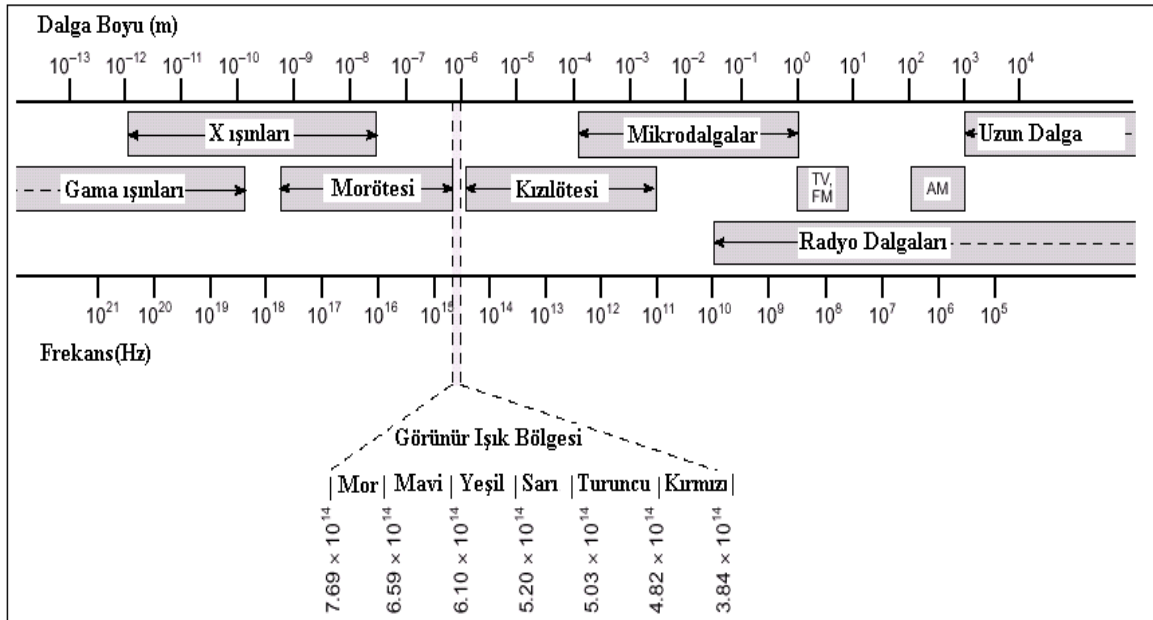 Dalga Boyu (m)
10⁻¹³ 10⁻¹² 10⁻¹¹ 10⁻¹⁰ 10⁻⁹ 10⁻⁸ 10⁻⁷ 10⁻⁶ 10⁻⁵ 10⁻⁴ 10⁻³ 10⁻² 10⁻¹ 10⁰ 10¹ 10² 10³ 10⁴
X ışınları Mikrodalgalar Uzun Dalga
Gama ışınları Morötesi Kızılötesi TV, FM AM
Radyo Dalgaları
10²¹ 10²⁰ 10¹⁹ 10¹⁸ 10¹⁷ 10¹⁶ 10¹⁵ 10¹⁴ 10¹³ 10¹² 10¹¹ 10¹⁰ 10⁹ 10⁸ 10⁷ 10⁶ 10⁵
Frekans(Hz)
Görünür Işık Bölgesi
Mor Mavi Yeşil Sarı Turuncu Kırmızı
7.69 × 10¹⁴
6.59 × 10¹⁴
6.10 × 10¹⁴
5.20 × 10¹⁴
5.03 × 10¹⁴
4.82 × 10¹⁴
3.84 × 10¹⁴